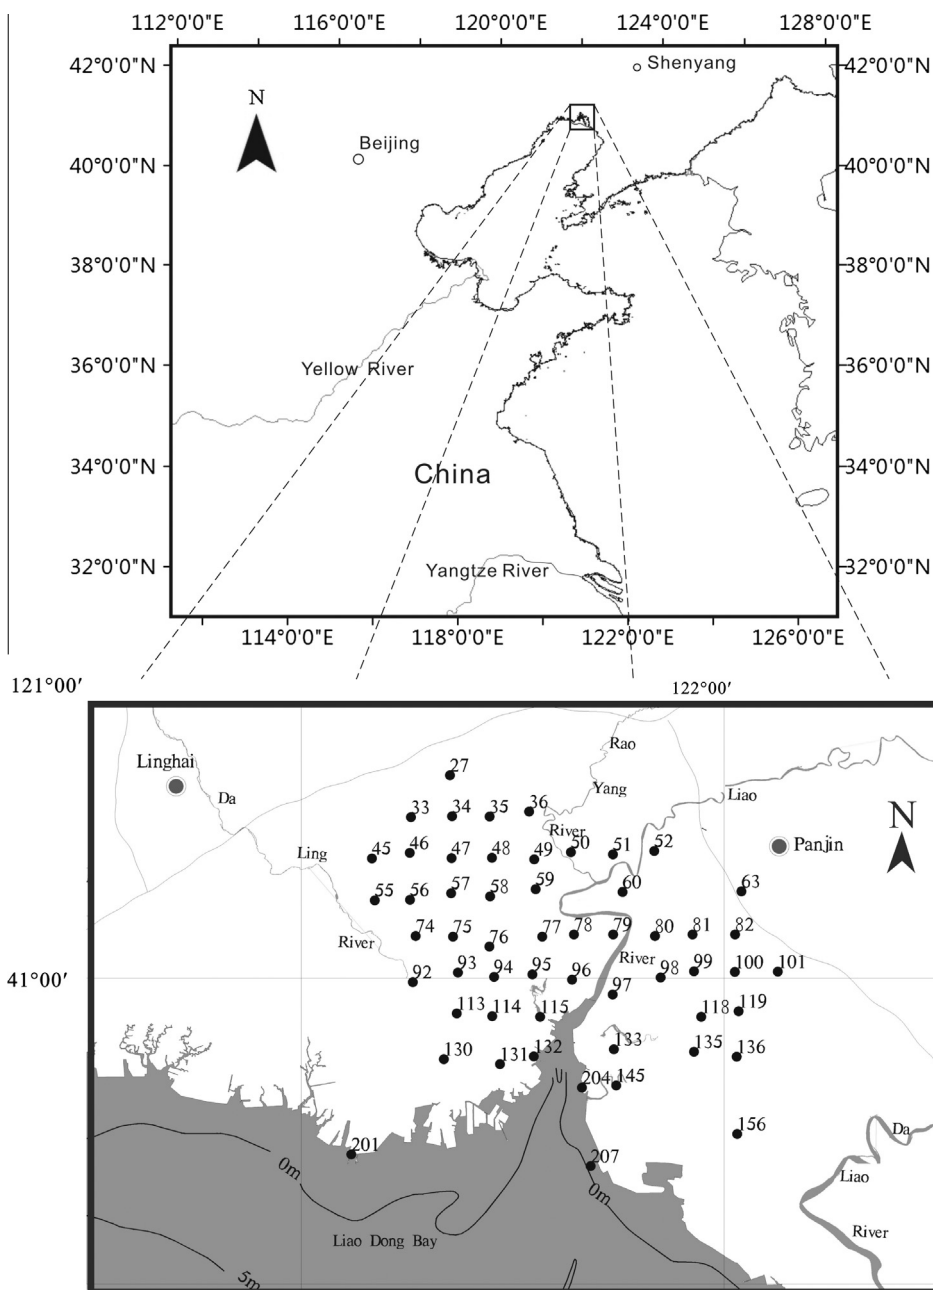 112°0'0"E 116°0'0"E 120°0'0"E 124°0'0"E 128°0'0"E
42°0'0"N Shenyang 42°0'0"N
N
Beijing
40°0'0"N 40°0'0"N
38°0'0"N 38°0'0"N
36°0'0"N 36°0'0"N
Yellow River
34°0'0"N 34°0'0"N
China
32°0'0"N 32°0'0"N
Yangtze River
114°0'0"E 118°0'0"E 122°0'0"E 126°0'0"E
121°00′ 122°00′
Rao
Linghai 27
Da Yang Liao
33 34 35 36 N
River
Ling 45 46 47 48 49 50 51 52 Panjin
55 56 57 58 59 60 63
River 74 75 76 77 78 79 80 81 82
River
41°00′ 92 93 94 95 96 97 98 99 100 101
113 114 115 118 119
130 131 132 133 135 136
204 145
156 Da
201 207
0m 0m Liao
Liao Dong Bay River
5m